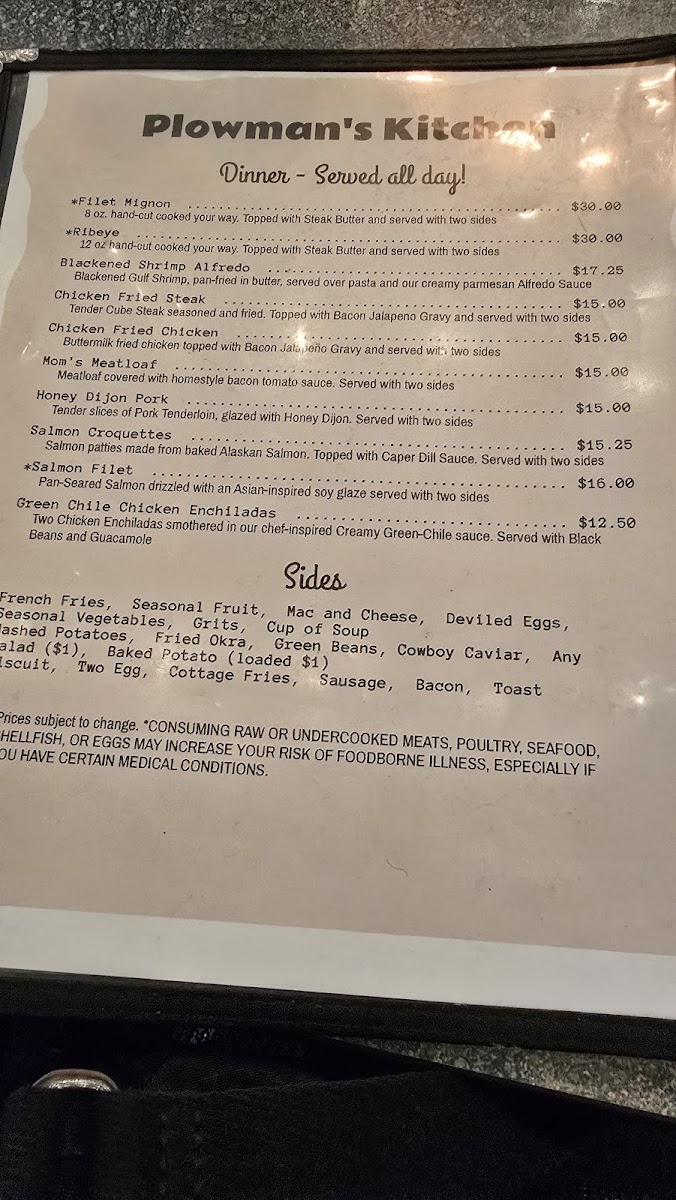 Plowman's Kitchen
Dinner - Served all day!
*Filet Mignon ........................................ $30.00
8 oz. hand-cut cooked your way. Topped with Steak Butter and served with two sides
*Ribeye ........................................ $30.00
12 oz hand-cut cooked your way. Topped with Steak Butter and served with two sides
Blackened Shrimp Alfredo ........................................ $17.25
Blackened Gulf Shrimp, pan-fried in butter, served over pasta and our creamy parmesan Alfredo Sauce
Chicken Fried Steak ........................................ $15.00
Tender Cube Steak seasoned and fried. Topped with Bacon Jalapeno Gravy and served with two sides
Chicken Fried Chicken ........................................ $15.00
Buttermilk fried chicken topped with Bacon Jalapeño Gravy and served with two sides
Mom's Meatloaf ........................................ $15.00
Meatloaf covered with homestyle bacon tomato sauce. Served with two sides
Honey Dijon Pork ........................................ $15.00
Tender slices of Pork Tenderloin, glazed with Honey Dijon. Served with two sides
Salmon Croquettes ........................................ $15.25
Salmon patties made from baked Alaskan Salmon. Topped with Caper Dill Sauce. Served with two sides
*Salmon Filet ........................................ $16.00
Pan-Seared Salmon drizzled with an Asian-inspired soy glaze served with two sides
Green Chile Chicken Enchiladas ........................................ $12.50
Two Chicken Enchiladas smothered in our chef-inspired Creamy Green-Chile sauce. Served with Black
Beans and Guacamole
Sides
French Fries, Seasonal Fruit, Mac and Cheese, Deviled Eggs,
Seasonal Vegetables, Grits, Cup of Soup
ashed Potatoes, Fried Okra, Green Beans, Cowboy Caviar, Any
alad ($1), Baked Potato (loaded $1)
iscuit, Two Egg, Cottage Fries, Sausage, Bacon, Toast
Prices subject to change. *CONSUMING RAW OR UNDERCOOKED MEATS, POULTRY, SEAFOOD,
HELLFISH, OR EGGS MAY INCREASE YOUR RISK OF FOODBORNE ILLNESS, ESPECIALLY IF
OU HAVE CERTAIN MEDICAL CONDITIONS.